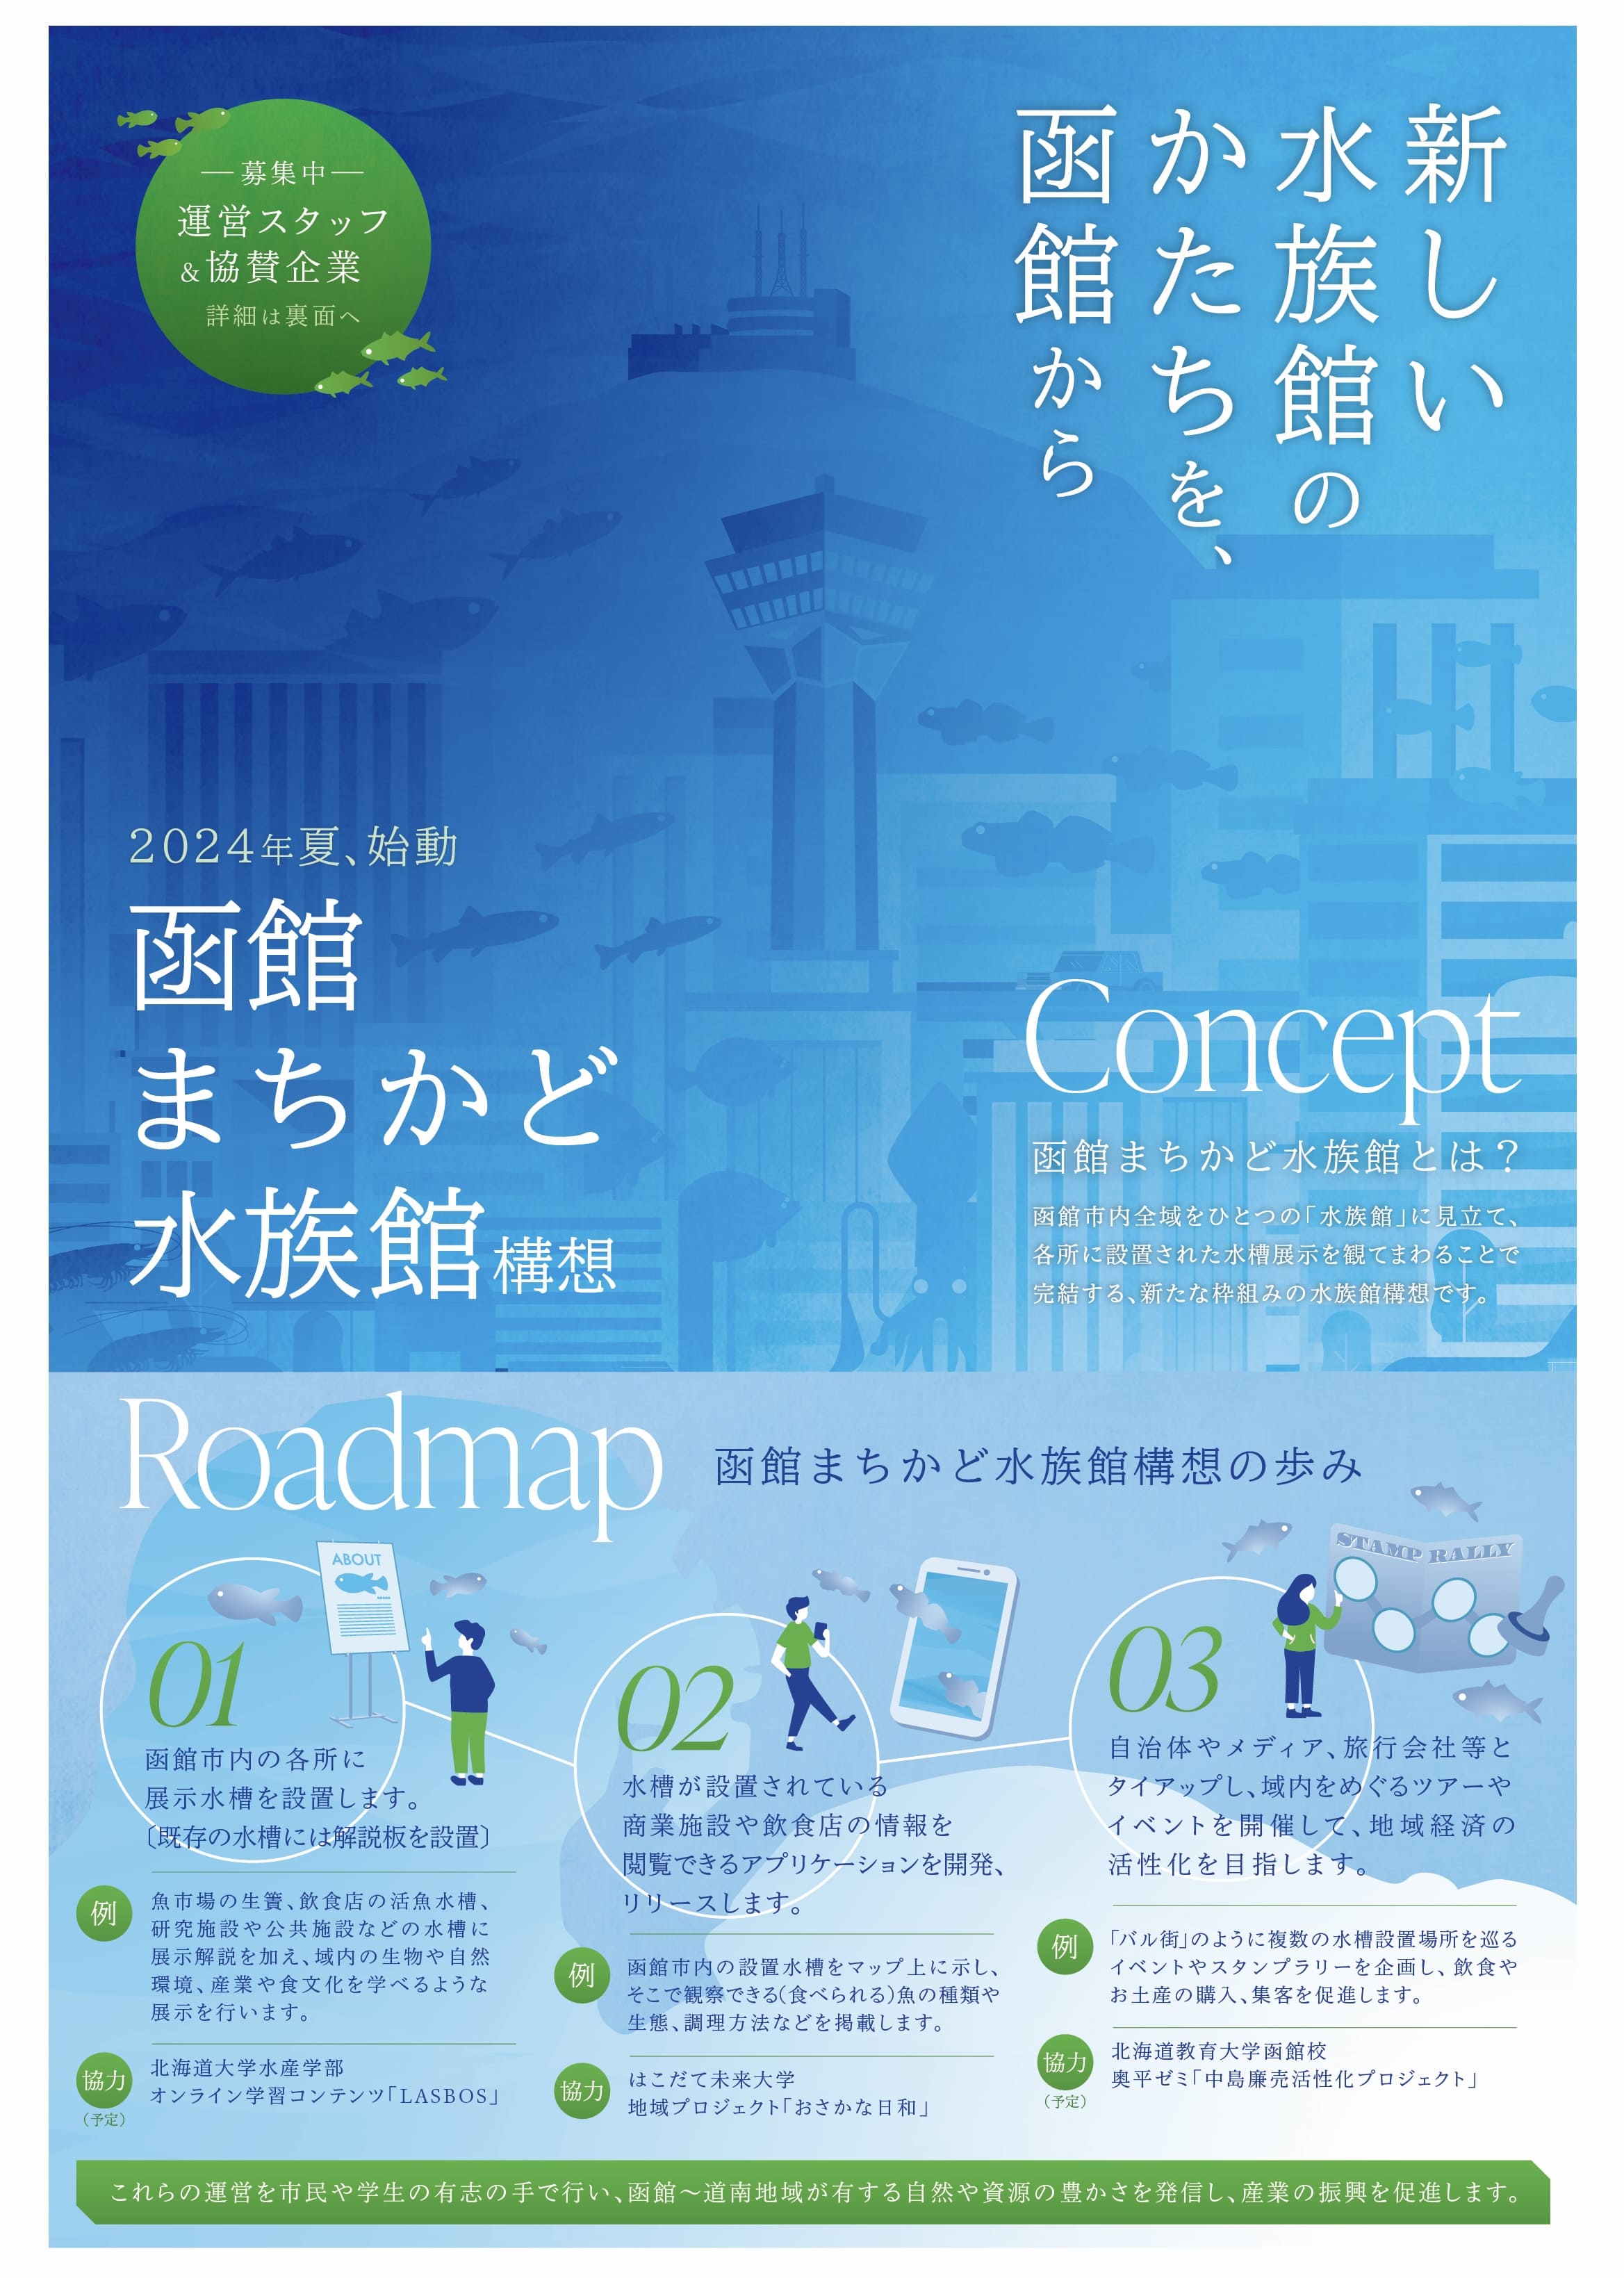 募集中
運営スタッフ
&協賛企業
詳細は裏面へ
新しい
水族館の
かたちを、
函館から
2024年夏、始動
函館
まちかど
水族館構想
Concept
函館まちかど水族館とは？
函館市内全域をひとつの「水族館」に見立て、
各所に設置された水槽展示を観てまわることで
完結する、新たな枠組みの水族館構想です。
Roadmap
函館まちかど水族館構想の歩み
ABOUT
01
函館市内の各所に
展示水槽を設置します。
〔既存の水槽には解説板を設置〕
例
魚市場の生簀、飲食店の活魚水槽、
研究施設や公共施設などの水槽に
展示解説を加え、域内の生物や自然
環境、産業や食文化を学べるような
展示を行います。
協力
（予定）
北海道大学水産学部
オンライン学習コンテンツ「LASBOS」
02
水槽が設置されている
商業施設や飲食店の情報を
閲覧できるアプリケーションを開発、
リリースします。
例
函館市内の設置水槽をマップ上に示し、
そこで観察できる（食べられる）魚の種類や
生態、調理方法などを掲載します。
協力
はこだて未来大学
地域プロジェクト「おさかな日和」
STAMP RALLY
03
自治体やメディア、旅行会社等と
タイアップし、域内をめぐるツアーや
イベントを開催して、地域経済の
活性化を目指します。
例
「バル街」のように複数の水槽設置場所を巡る
イベントやスタンプラリーを企画し、飲食や
お土産の購入、集客を促進します。
協力
（予定）
北海道教育大学函館校
奥平ゼミ「中島廉売活性化プロジェクト」
これらの運営を市民や学生の有志の手で行い、函館〜道南地域が有する自然や資源の豊かさを発信し、産業の振興を促進します。